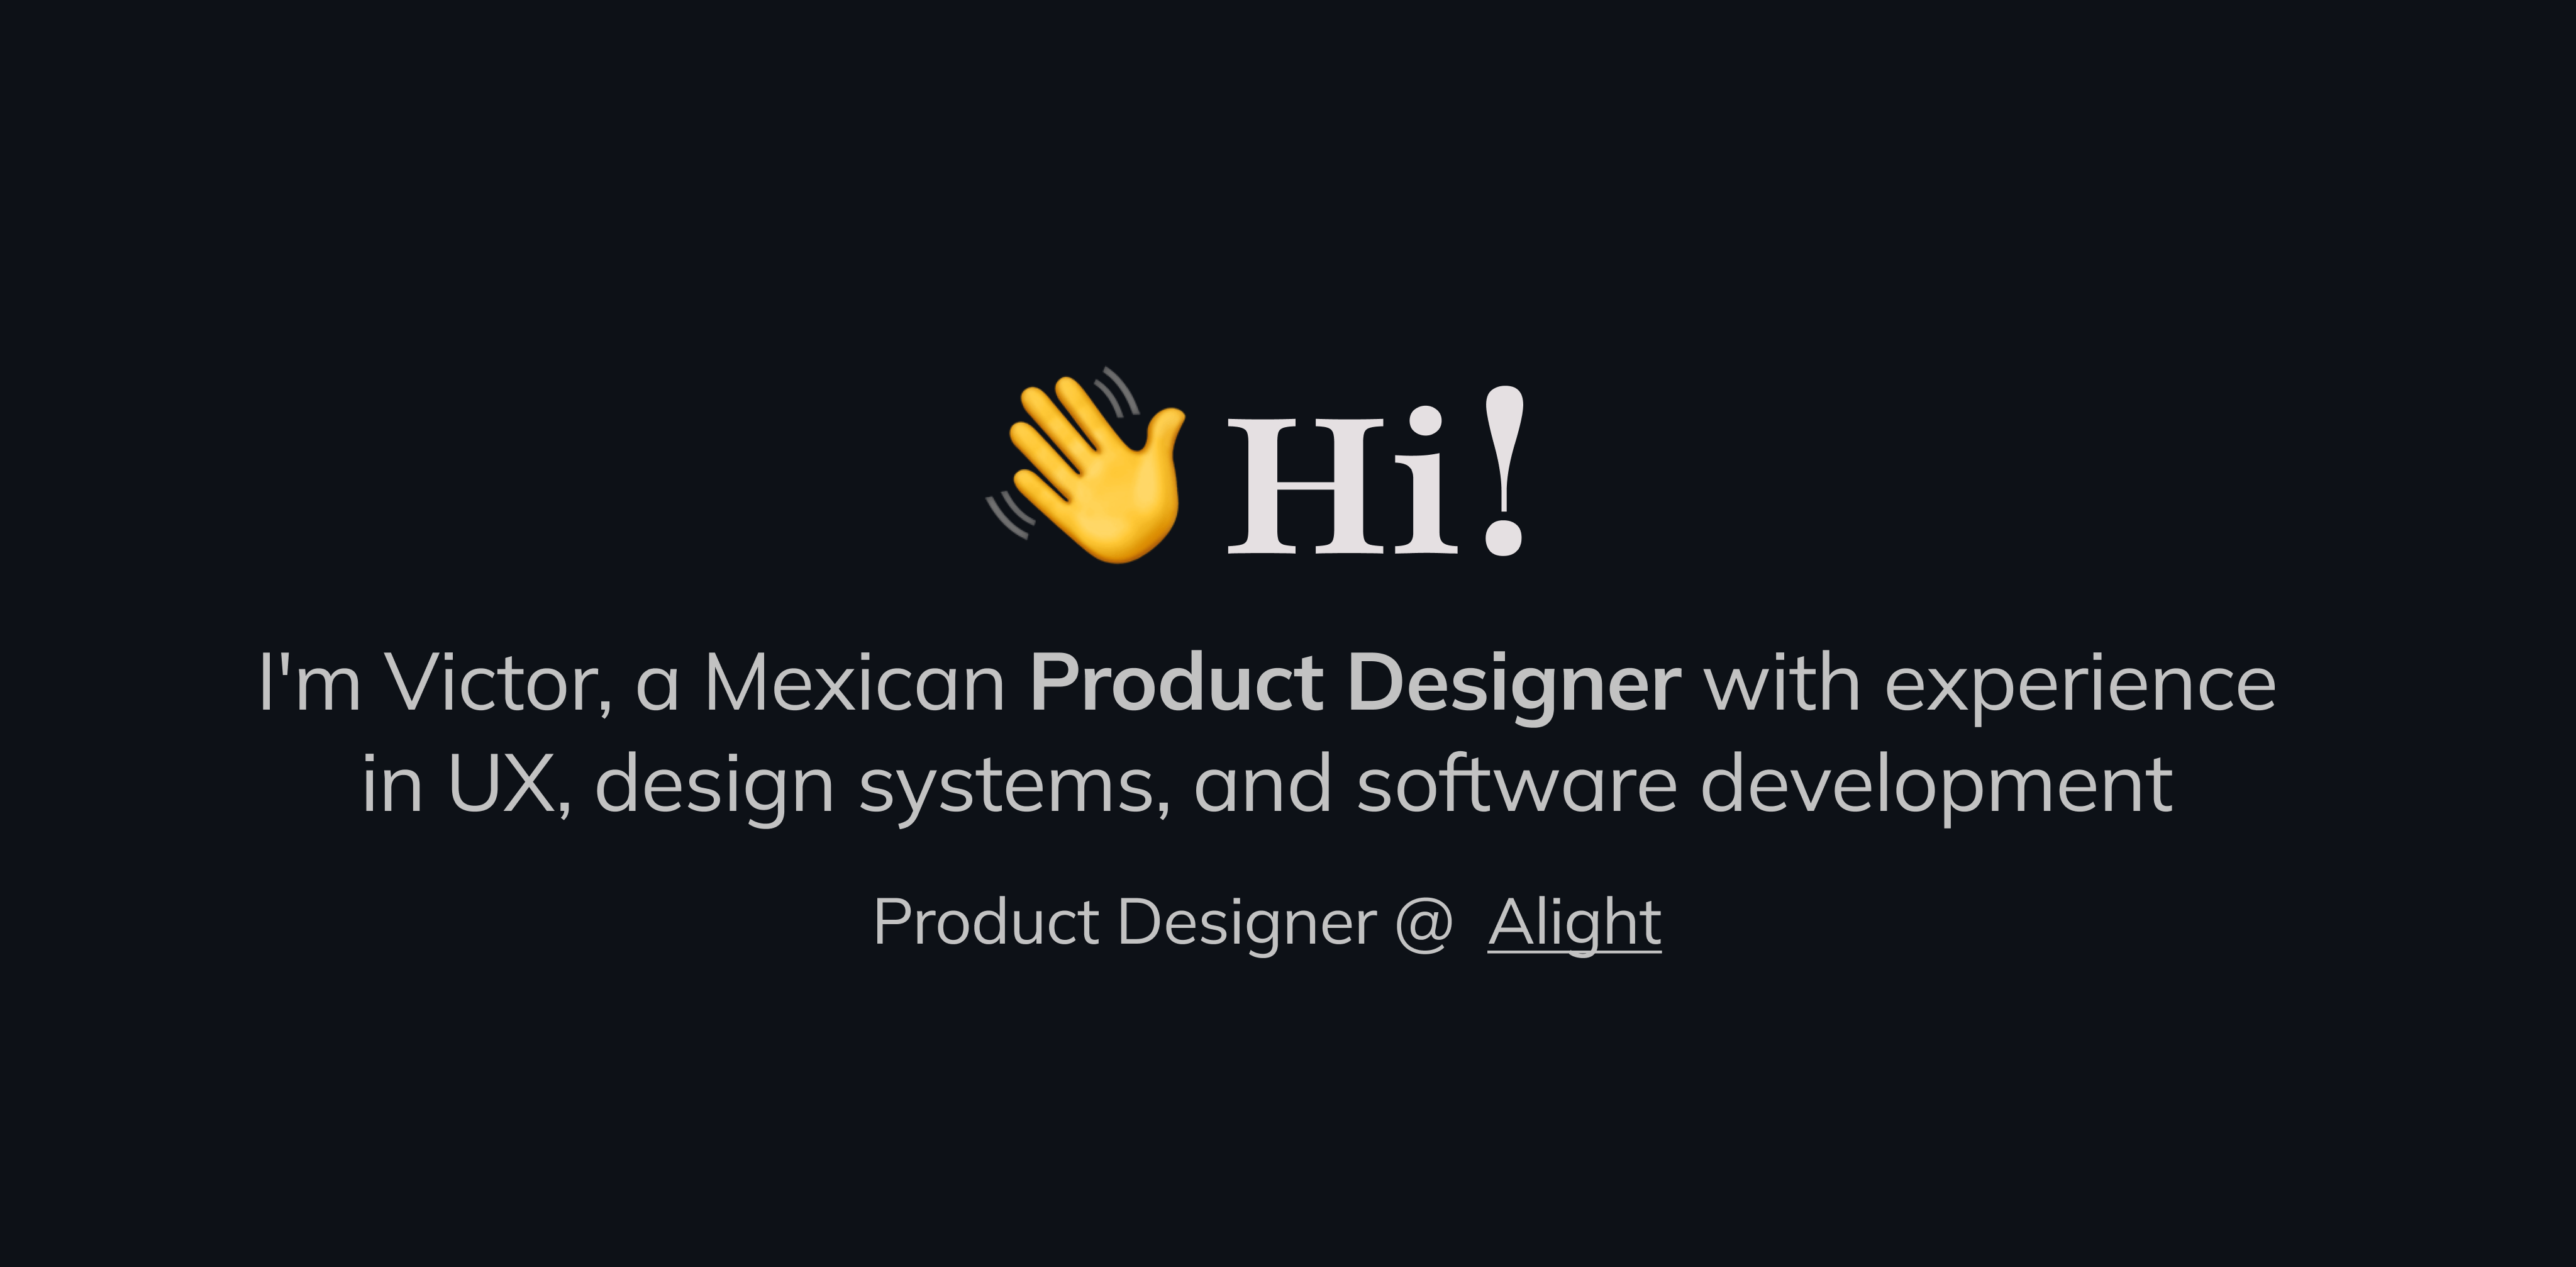 👋 Hi!
I'm Victor, a Mexican Product Designer with experience
in UX, design systems, and software development
Product Designer @ Alight